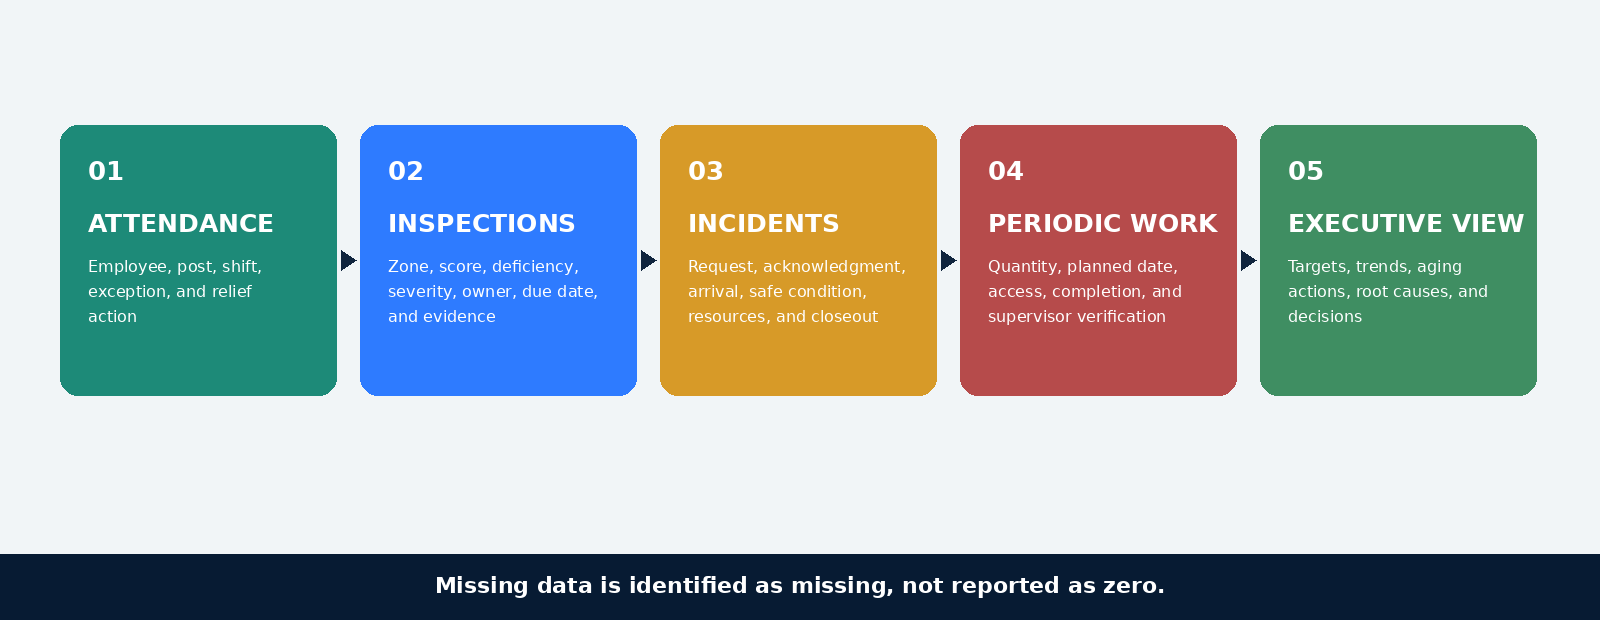 01
ATTENDANCE
Employee, post, shift,
exception, and relief
action
02
INSPECTIONS
Zone, score, deficiency,
severity, owner, due date,
and evidence
03
INCIDENTS
Request, acknowledgment,
arrival, safe condition,
resources, and closeout
04
PERIODIC WORK
Quantity, planned date,
access, completion, and
supervisor verification
05
EXECUTIVE VIEW
Targets, trends, aging
actions, root causes, and
decisions
Missing data is identified as missing, not reported as zero.